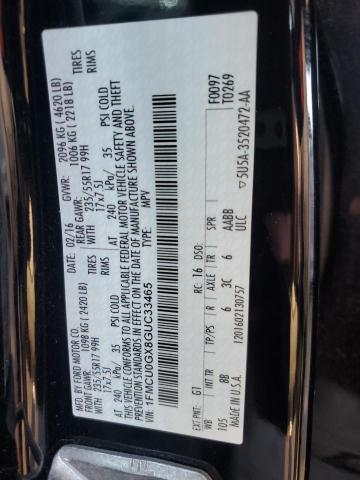 MFD. BY FORD MOTOR CO.
DATE: 02/16 GVWR: 2096 KG ( 4620 LB)
FRONT GAWR: 1098 KG ( 2420 LB) REAR GAWR: 1006 KG ( 2218 LB)
235/55R17 99H WITH 235/55R17 99H TIRES
17x7.5J RIMS 17x7.5J RIMS
AT 240 kPa/ 35 PSI COLD AT 240 kPa/ 35 PSI COLD
THIS VEHICLE CONFORMS TO ALL APPLICABLE FEDERAL MOTOR VEHICLE SAFETY AND THEFT
PREVENTION STANDARDS IN EFFECT ON THE DATE OF MANUFACTURE SHOWN ABOVE.
VIN: 1FMCU0GX8GUC33465
TYPE: MPV
F0097
T0269
EXT PNT: G1 RC: 16 DSO:
WB INT TR TP/PS R AXLE TR SPR
105 BB 6 3C 6 AABB
MADE IN U.S.A. ULC
1201602130757
5U5A-3520472-AA